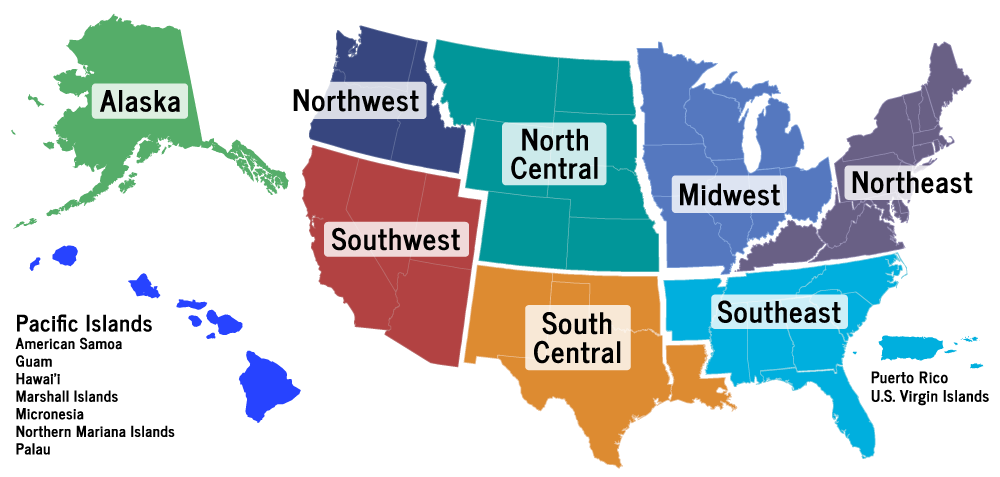 Alaska
Northwest
North
Central
Midwest
Northeast
Southwest
South
Central
Southeast
Pacific Islands
American Samoa
Guam
Hawai'i
Marshall Islands
Micronesia
Northern Mariana Islands
Palau
Puerto Rico
U.S. Virgin Islands